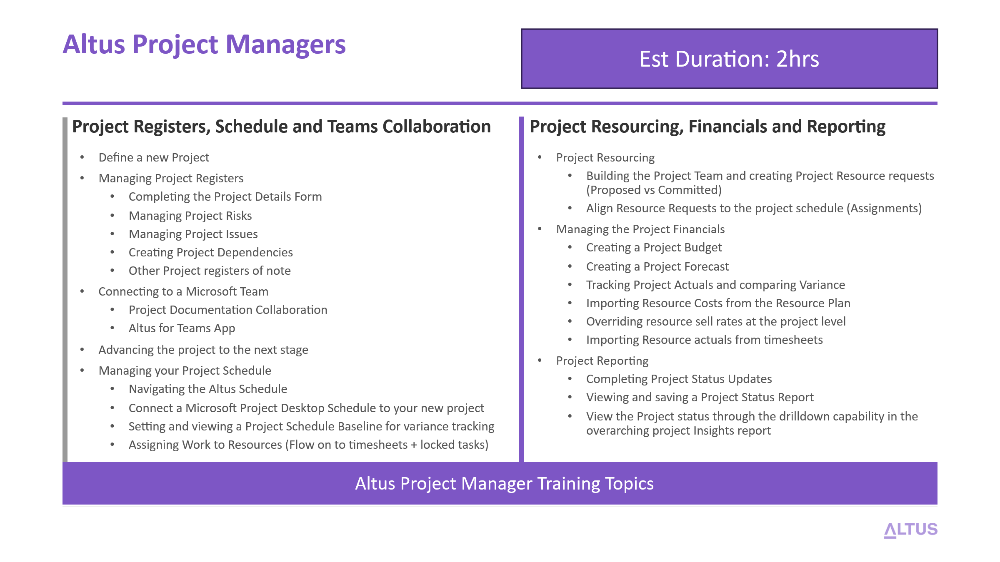 Altus Project Managers
Est Duration: 2hrs
Project Registers, Schedule and Teams Collaboration
• Define a new Project
• Managing Project Registers
• Completing the Project Details Form
• Managing Project Risks
• Managing Project Issues
• Creating Project Dependencies
• Other Project registers of note
• Connecting to a Microsoft Team
• Project Documentation Collaboration
• Altus for Teams App
• Advancing the project to the next stage
• Managing your Project Schedule
• Navigating the Altus Schedule
• Connect a Microsoft Project Desktop Schedule to your new project
• Setting and viewing a Project Schedule Baseline for variance tracking
• Assigning Work to Resources (Flow on to timesheets + locked tasks)
Project Resourcing, Financials and Reporting
• Project Resourcing
• Building the Project Team and creating Project Resource requests
(Proposed vs Committed)
• Align Resource Requests to the project schedule (Assignments)
• Managing the Project Financials
• Creating a Project Budget
• Creating a Project Forecast
• Tracking Project Actuals and comparing Variance
• Importing Resource Costs from the Resource Plan
• Overriding resource sell rates at the project level
• Importing Resource actuals from timesheets
• Project Reporting
• Completing Project Status Updates
• Viewing and saving a Project Status Report
• View the Project status through the drilldown capability in the
overarching project Insights report
Altus Project Manager Training Topics
ALTUS